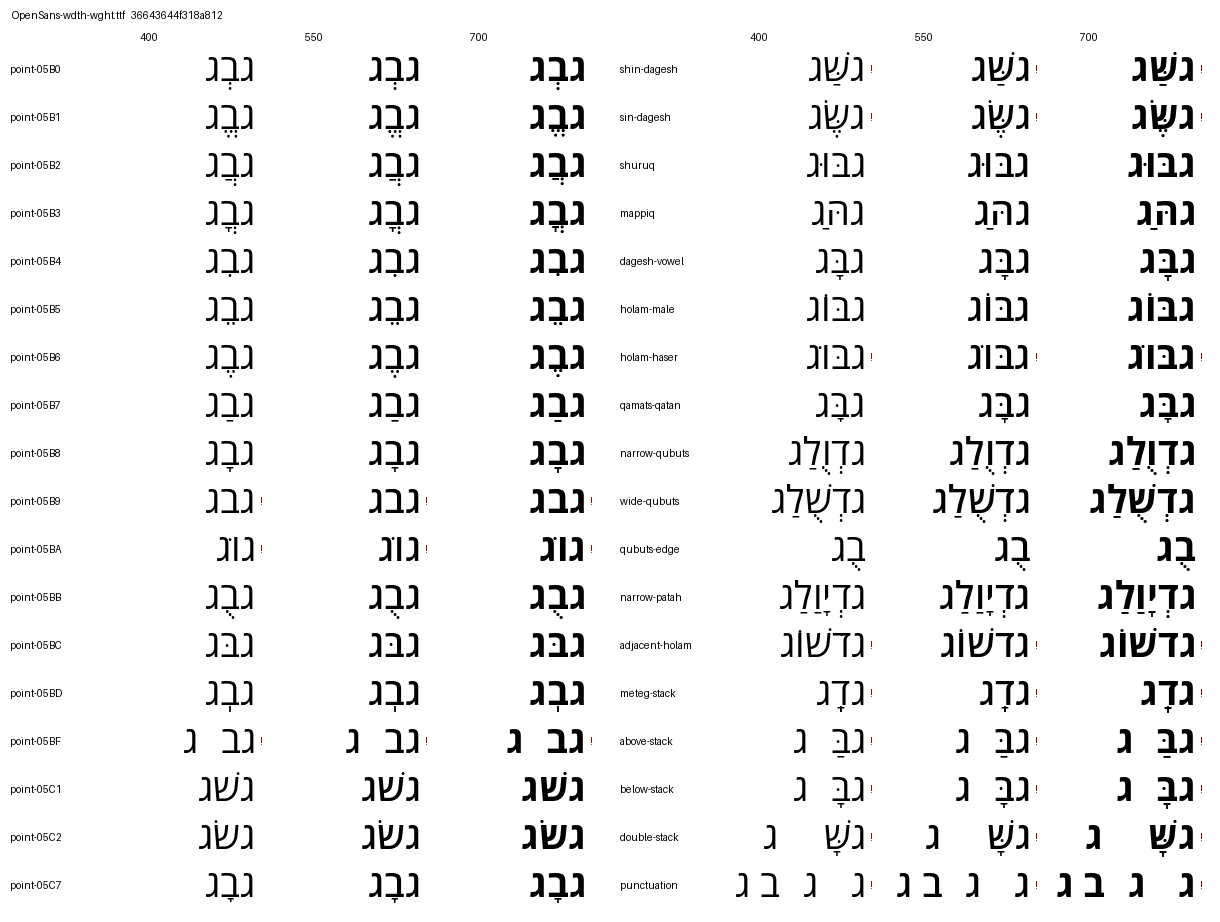 OpenSans-wdth-wght.ttf 36643644f318a812
400 550 700 400 550 700
point-05B0 גבְג גבְג גבְג shin-dagesh גשַּׁג ! גשַּׁג ! גשַּׁג !
point-05B1 גבֱג גבֱג גבֱג sin-dagesh גשֶּׂג ! גשֶּׂג ! גשֶּׂג !
point-05B2 גבֲג גבֲג גבֲג shuruq גבּוּג גבּוּג גבּוּג
point-05B3 גבֳג גבֳג גבֳג mappiq גהּגַ גהּגַ גהּגַ
point-05B4 גבִג גבִג גבִג dagesh-vowel גבָּג גבָּג גבָּג
point-05B5 גבֵג גבֵג גבֵג holam-male גבּוֹג גבּוֹג גבּוֹג
point-05B6 גבֶג גבֶג גבֶג holam-haser גבּוֺג ! גבּוֺג ! גבּוֺג !
point-05B7 גבַג גבַג גבַג qamats-qatan גבׇּג גבׇּג גבׇּג
point-05B8 גבָג גבָג גבָג narrow-qubuts גדְוֻלַג גדְוֻלַג גדְוֻלַג
point-05B9 גבג ! גבג ! גבג ! wide-qubuts גדְשֻׁלַג גדְשֻׁלַג גדְשֻׁלַג
point-05BA גוֺג ! גוֺג ! גוֺג ! qubuts-edge בֻג בֻג בֻג
point-05BB גבֻג גבֻג גבֻג narrow-patah גדְיָוַלַג גדְיָוַלַג גדְיָוַלַג
point-05BC גבּג גבּג גבּג adjacent-holam גדשׁוֹג ! גדשׁוֹג ! גדשׁוֹג !
point-05BD גבֽג גבֽג גבֽג meteg-stack גדָֽג ! גדָֽג ! גדָֽג !
point-05BF גב ג ! גב ג ! גב ג ! above-stack גבַּ ג ! גבַּ ג ! גבַּ ג !
point-05C1 גשׁג גשׁג גשׁג below-stack גבָּ ג ! גבָּ ג ! גבָּ ג !
point-05C2 גשׂג גשׂג גשׂג double-stack גשָּׁ ג ! גשָּׁ ג ! גשָּׁ ג !
point-05C7 גבׇג גבׇג גבׇג punctuation ג ג ב ג ! ג ג ב ג ! ג ג ב ג !